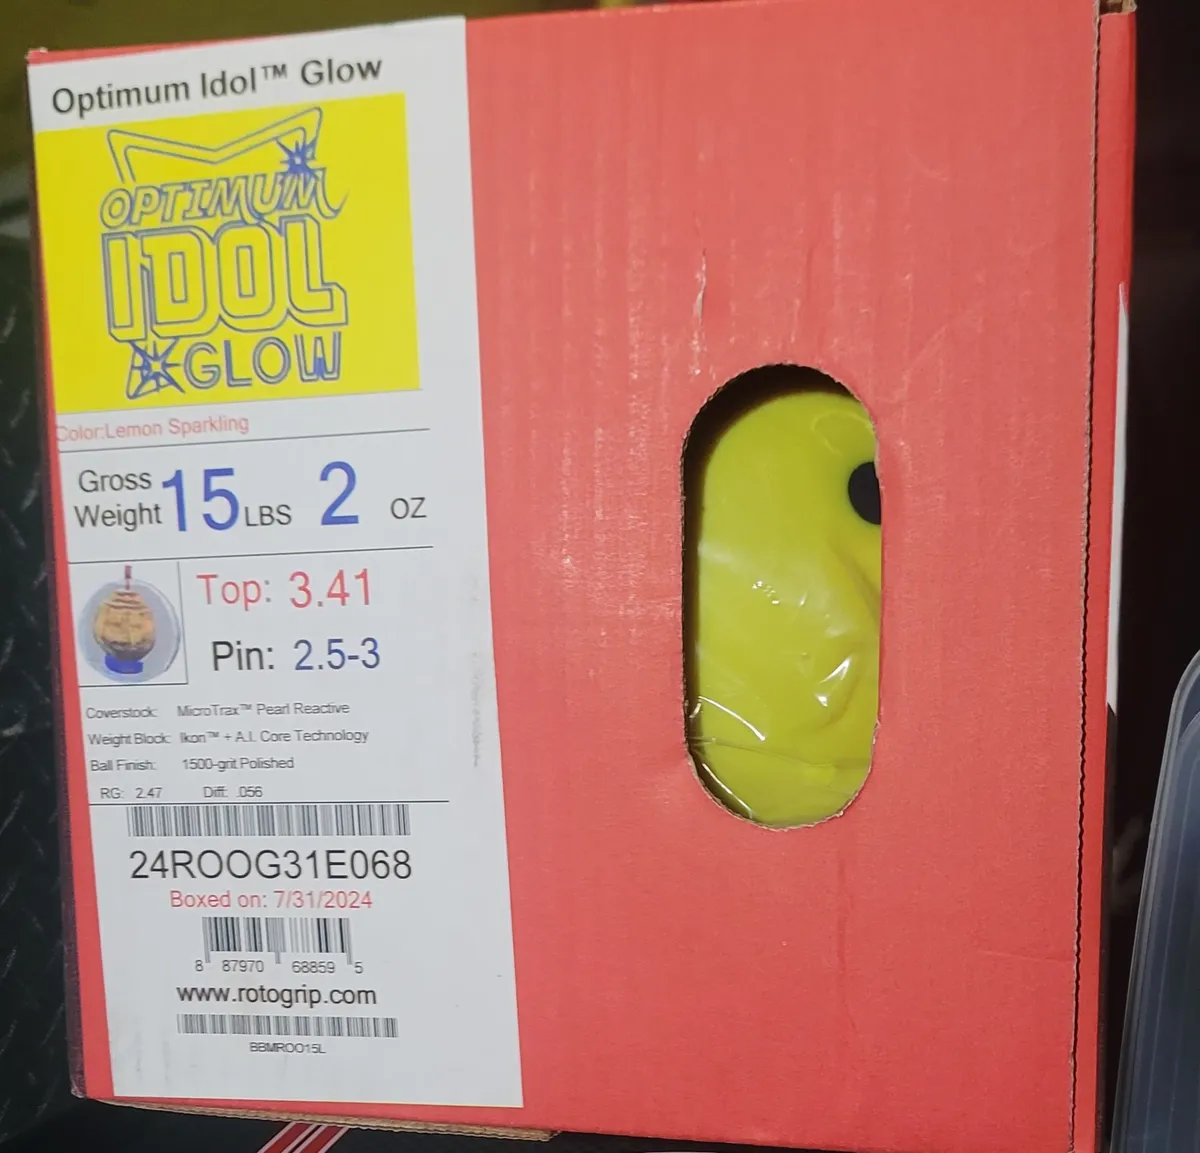 Optimum Idol™ Glow
OPTIMUM
IDOL
GLOW
Color:Lemon Sparkling
Gross Weight 15 LBS 2 OZ
Top: 3.41
Pin: 2.5-3
Coverstock: MicroTrax™ Pearl Reactive
Weight Block: Ikon™ + A.I. Core Technology
Ball Finish: 1500-grit Polished
RG: 2.47 Diff: .056
24ROOG31E068
Boxed on: 7/31/2024
8 87970 68859 5
www.rotogrip.com
BBMROO15L